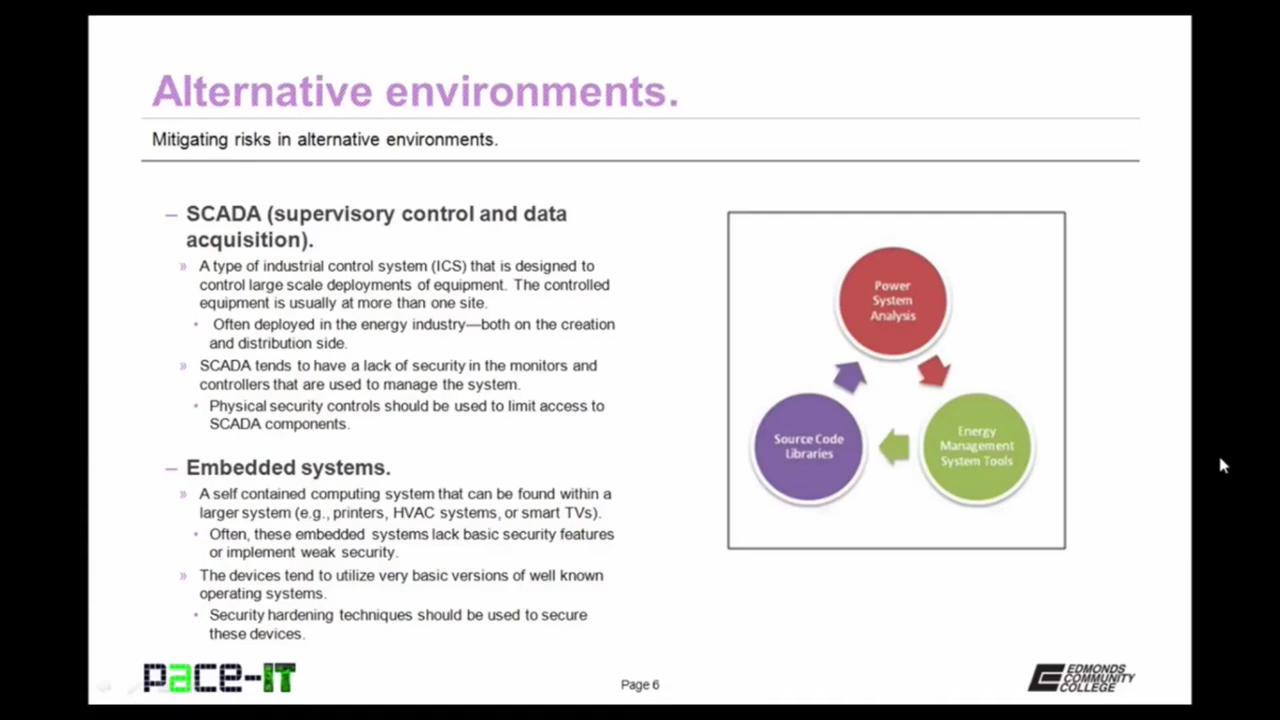 Alternative environments.
Mitigating risks in alternative environments.
– SCADA (supervisory control and data
acquisition).
» A type of industrial control system (ICS) that is designed to
control large scale deployments of equipment. The controlled
equipment is usually at more than one site.
• Often deployed in the energy industry—both on the creation
and distribution side.
» SCADA tends to have a lack of security in the monitors and
controllers that are used to manage the system.
• Physical security controls should be used to limit access to
SCADA components.
– Embedded systems.
» A self contained computing system that can be found within a
larger system (e.g., printers, HVAC systems, or smart TVs).
• Often, these embedded systems lack basic security features
or implement weak security.
» The devices tend to utilize very basic versions of well known
operating systems.
• Security hardening techniques should be used to secure
these devices.
Power
System
Analysis
Energy
Management
System Tools
Source Code
Libraries
pace-IT
Page 6
EDMONDS
COMMUNITY
COLLEGE